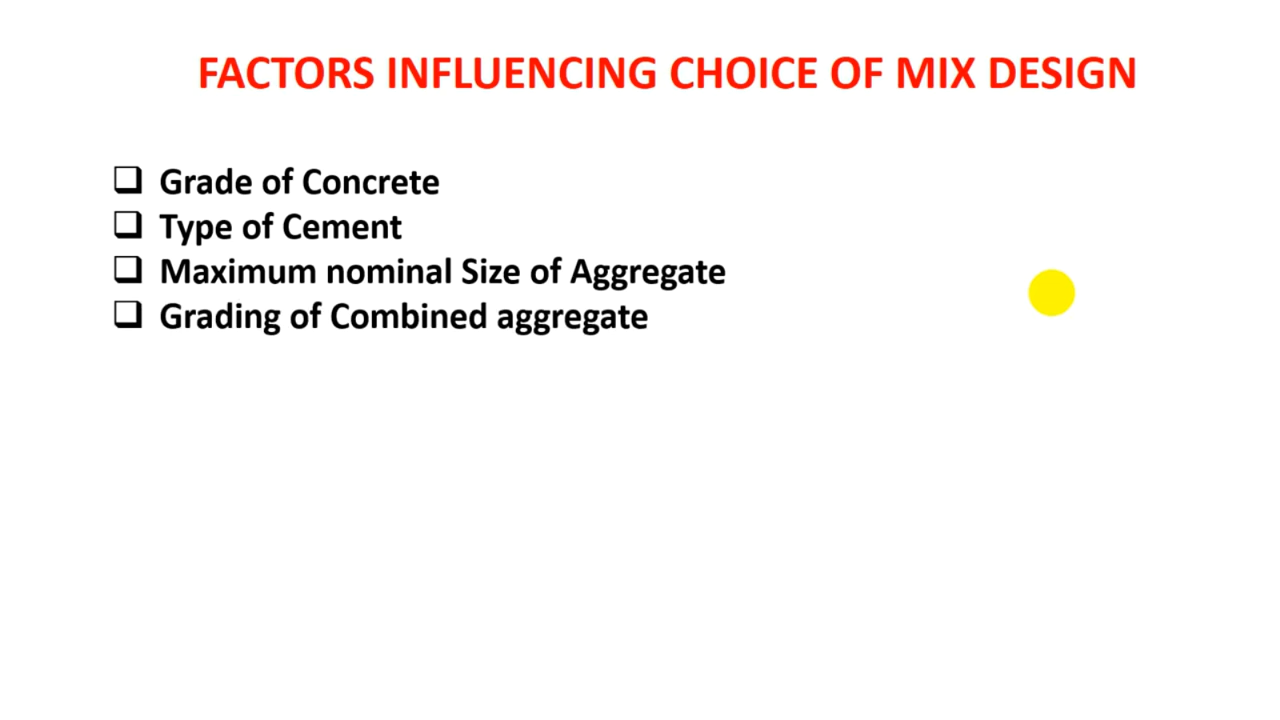 FACTORS INFLUENCING CHOICE OF MIX DESIGN
Grade of Concrete
Type of Cement
Maximum nominal Size of Aggregate
Grading of Combined aggregate